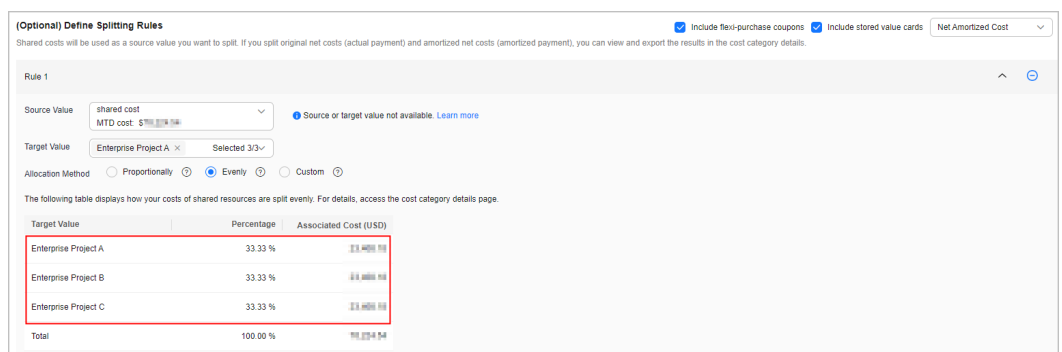 (Optional) Define Splitting Rules
Include flexi-purchase coupons Include stored value cards Net Amortized Cost
Shared costs will be used as a source value you want to split. If you split original net costs (actual payment) and amortized net costs (amortized payment), you can view and export the results in the cost category details.
Rule 1
Source Value shared cost
MTD cost: $
Source or target value not available. Learn more
Target Value Enterprise Project A × Selected 3/3
Allocation Method Proportionally ? Evenly ? Custom ?
The following table displays how your costs of shared resources are split evenly. For details, access the cost category details page.
Target Value Percentage Associated Cost (USD)
Enterprise Project A 33.33 %
Enterprise Project B 33.33 %
Enterprise Project C 33.33 %
Total 100.00 %